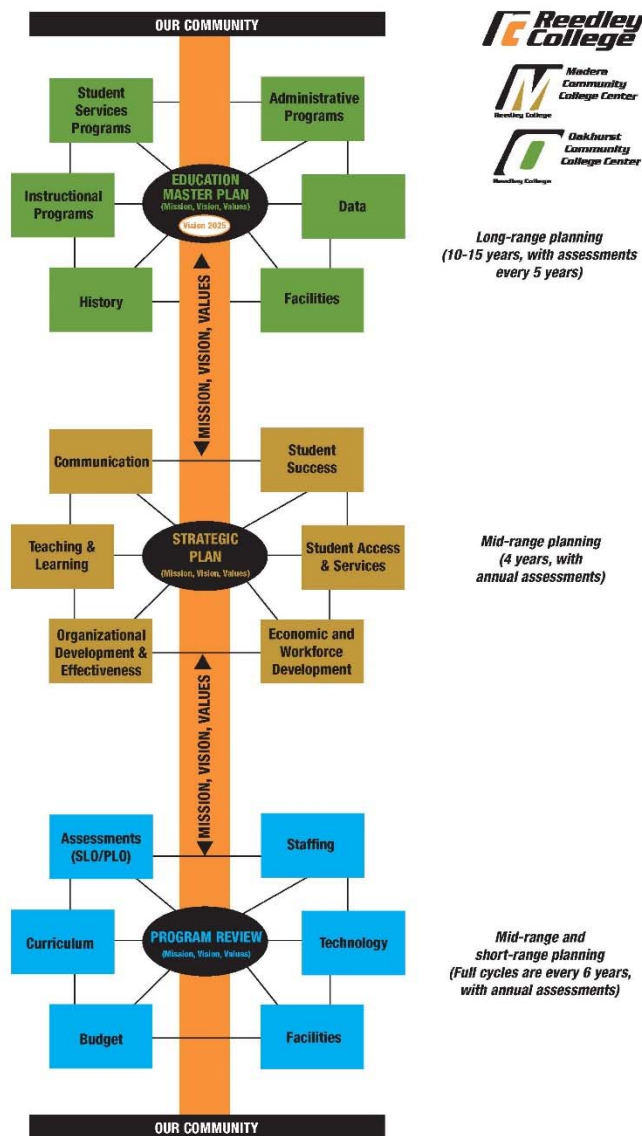 OUR COMMUNITY
Reedley
College
Madera
Community
College Center
Reedley College
Oakhurst
Community
College Center
Reedley College
Student
Services
Programs
Administrative
Programs
Instructional
Programs
EDUCATION
MASTER PLAN
(Mission, Vision, Values)
Vision 2025
Data
History
Facilities
Long-range planning
(10-15 years, with assessments
every 5 years)
MISSION, VISION, VALUES
Communication
Student
Success
Teaching &
Learning
STRATEGIC
PLAN
(Mission, Vision, Values)
Student Access
& Services
Organizational
Development &
Effectiveness
Economic and
Workforce
Development
Mid-range planning
(4 years, with
annual assessments)
MISSION, VISION, VALUES
Assessments
(SLO/PLO)
Staffing
Curriculum
PROGRAM REVIEW
(Mission, Vision, Values)
Technology
Budget
Facilities
Mid-range and
short-range planning
(Full cycles are every 6 years,
with annual assessments)
OUR COMMUNITY